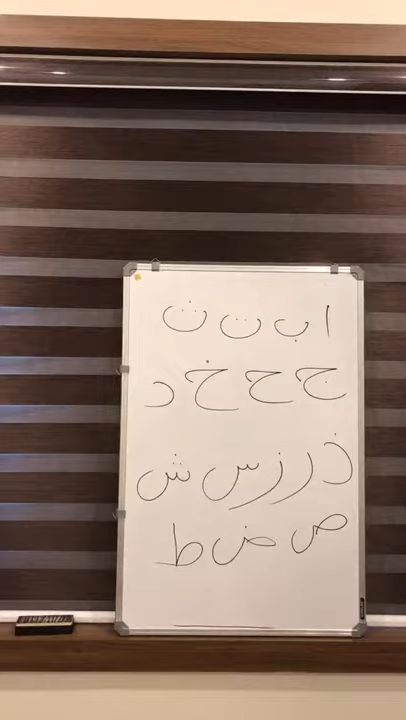 ا ب ت ث
ج ح خ د
ذ ر ز س ش
ص ض ط